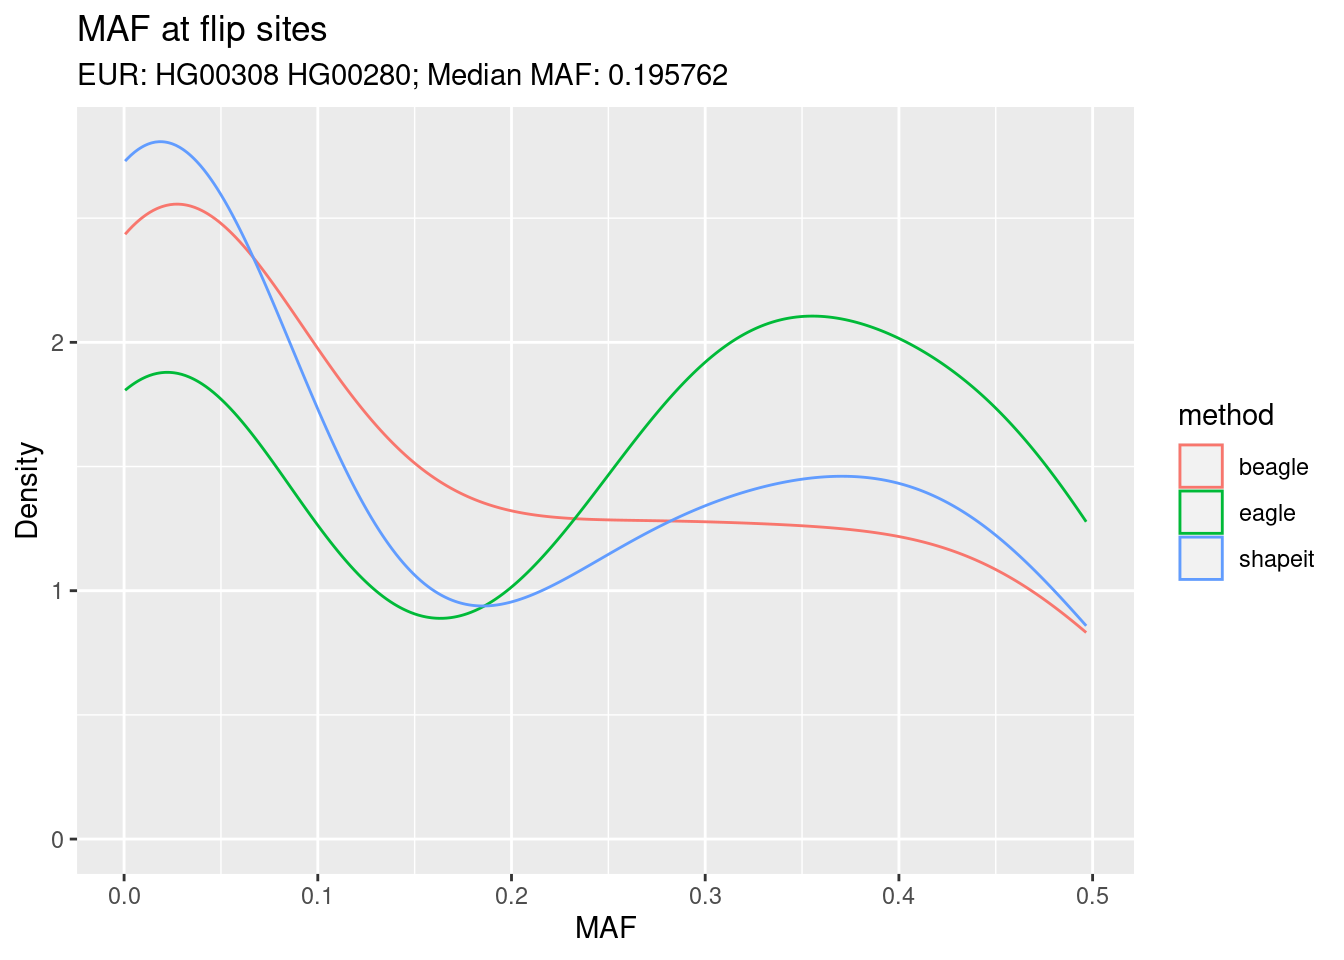 MAF at flip sites
EUR: HG00308 HG00280; Median MAF: 0.195762
Density
2
1
0
0.0 0.1 0.2 0.3 0.4 0.5
MAF
method
beagle
eagle
shapeit